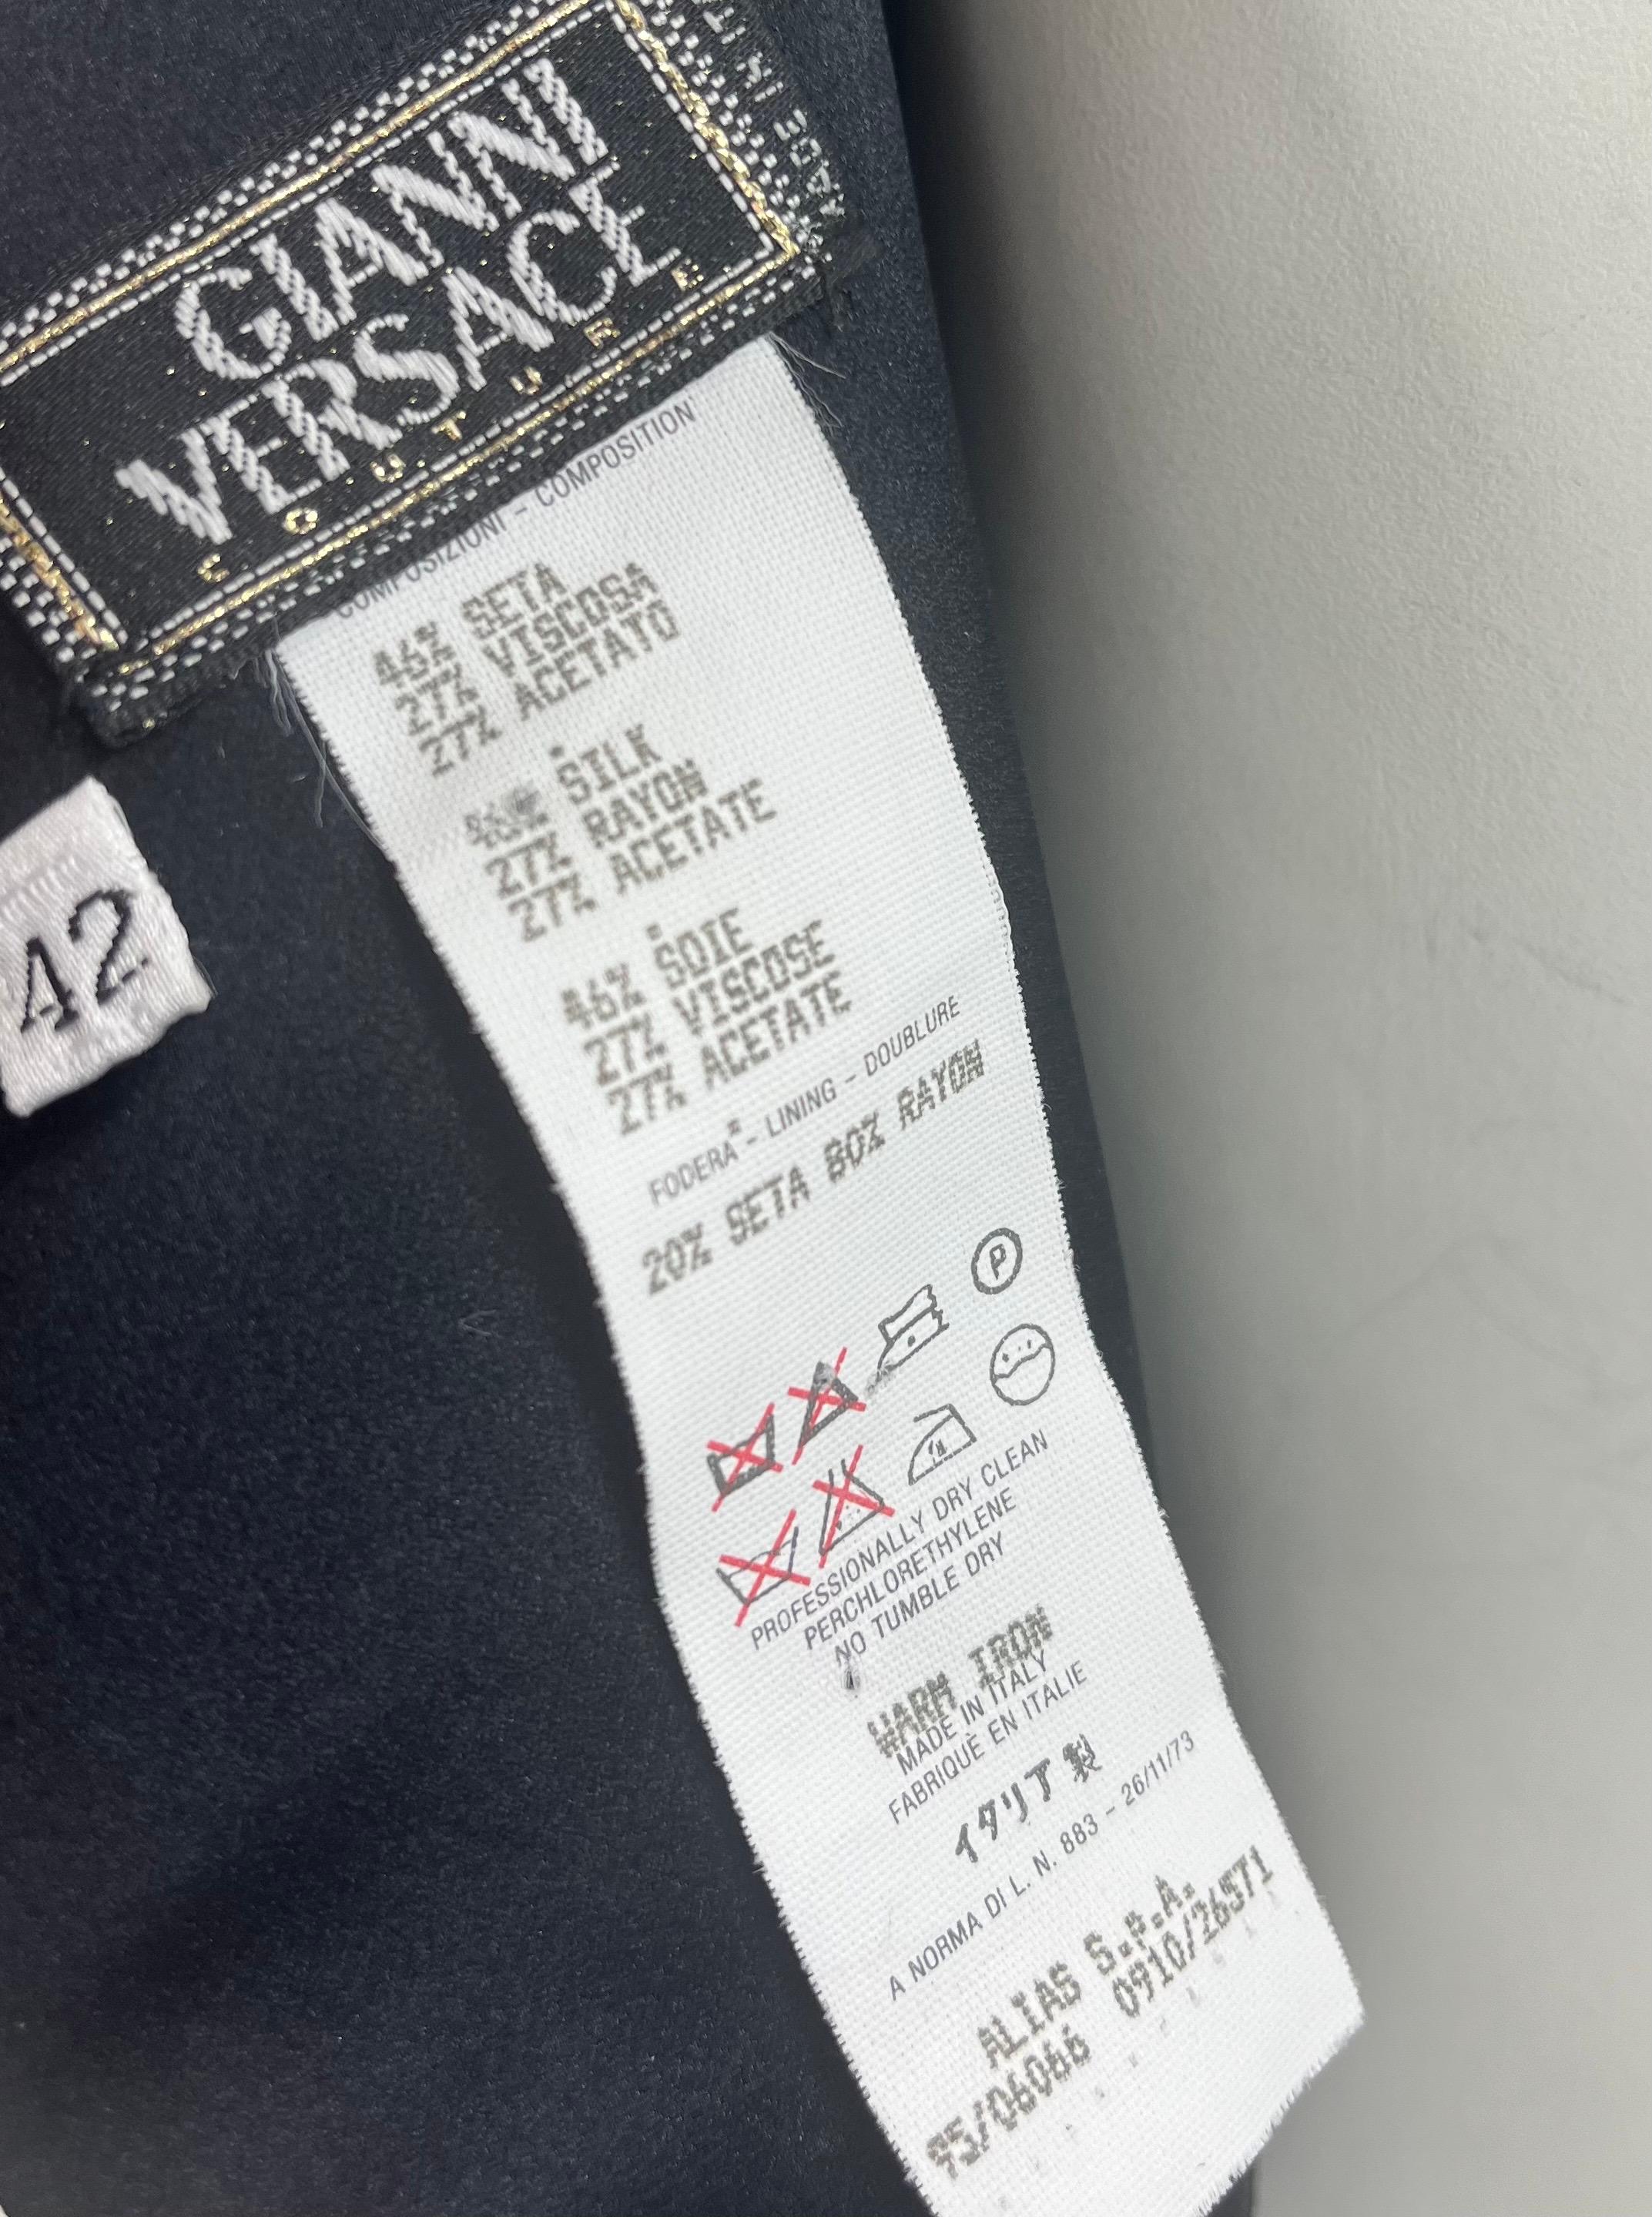 GIANNI
VERSACE
COUTURE
42
COMPOSIZIONI - COMPOSITION
46% SETA
27% VISCOSA
27% ACETATO
46% SILK
27% RAYON
27% ACETATE
46% SOIE
27% VISCOSE
27% ACETATE
FODERA - LINING - DOUBLURE
20% SETA 80% RAYON
P
PROFESSIONALLY DRY CLEAN
PERCHLORETHYLENE
NO TUMBLE DRY
WARM IRON
MADE IN ITALY
FABRIQUÈ EN ITALIE
イタリア製
A NORMA DI L. N. 883 - 26/11/73
ALIAS S.p.A.
95/06066 0910/26571